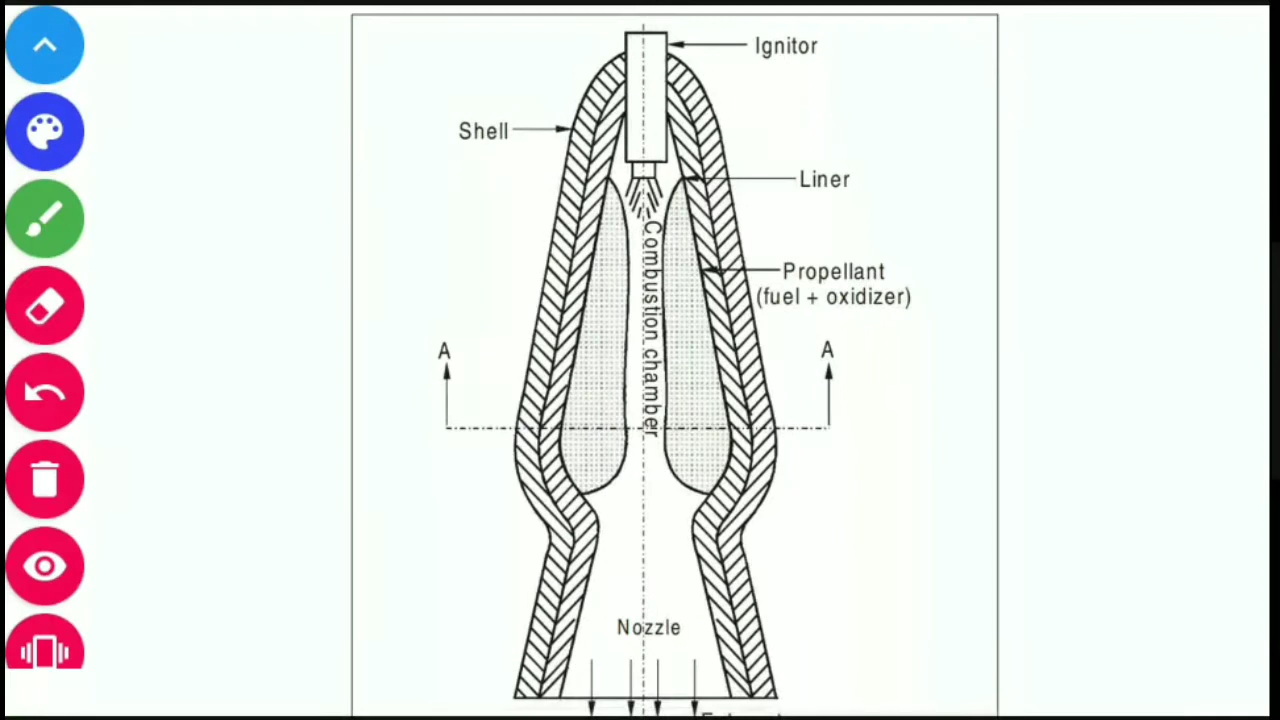 Ignitor
Shell
Liner
Combustion chamber
Propellant
(fuel + oxidizer)
A
A
Nozzle